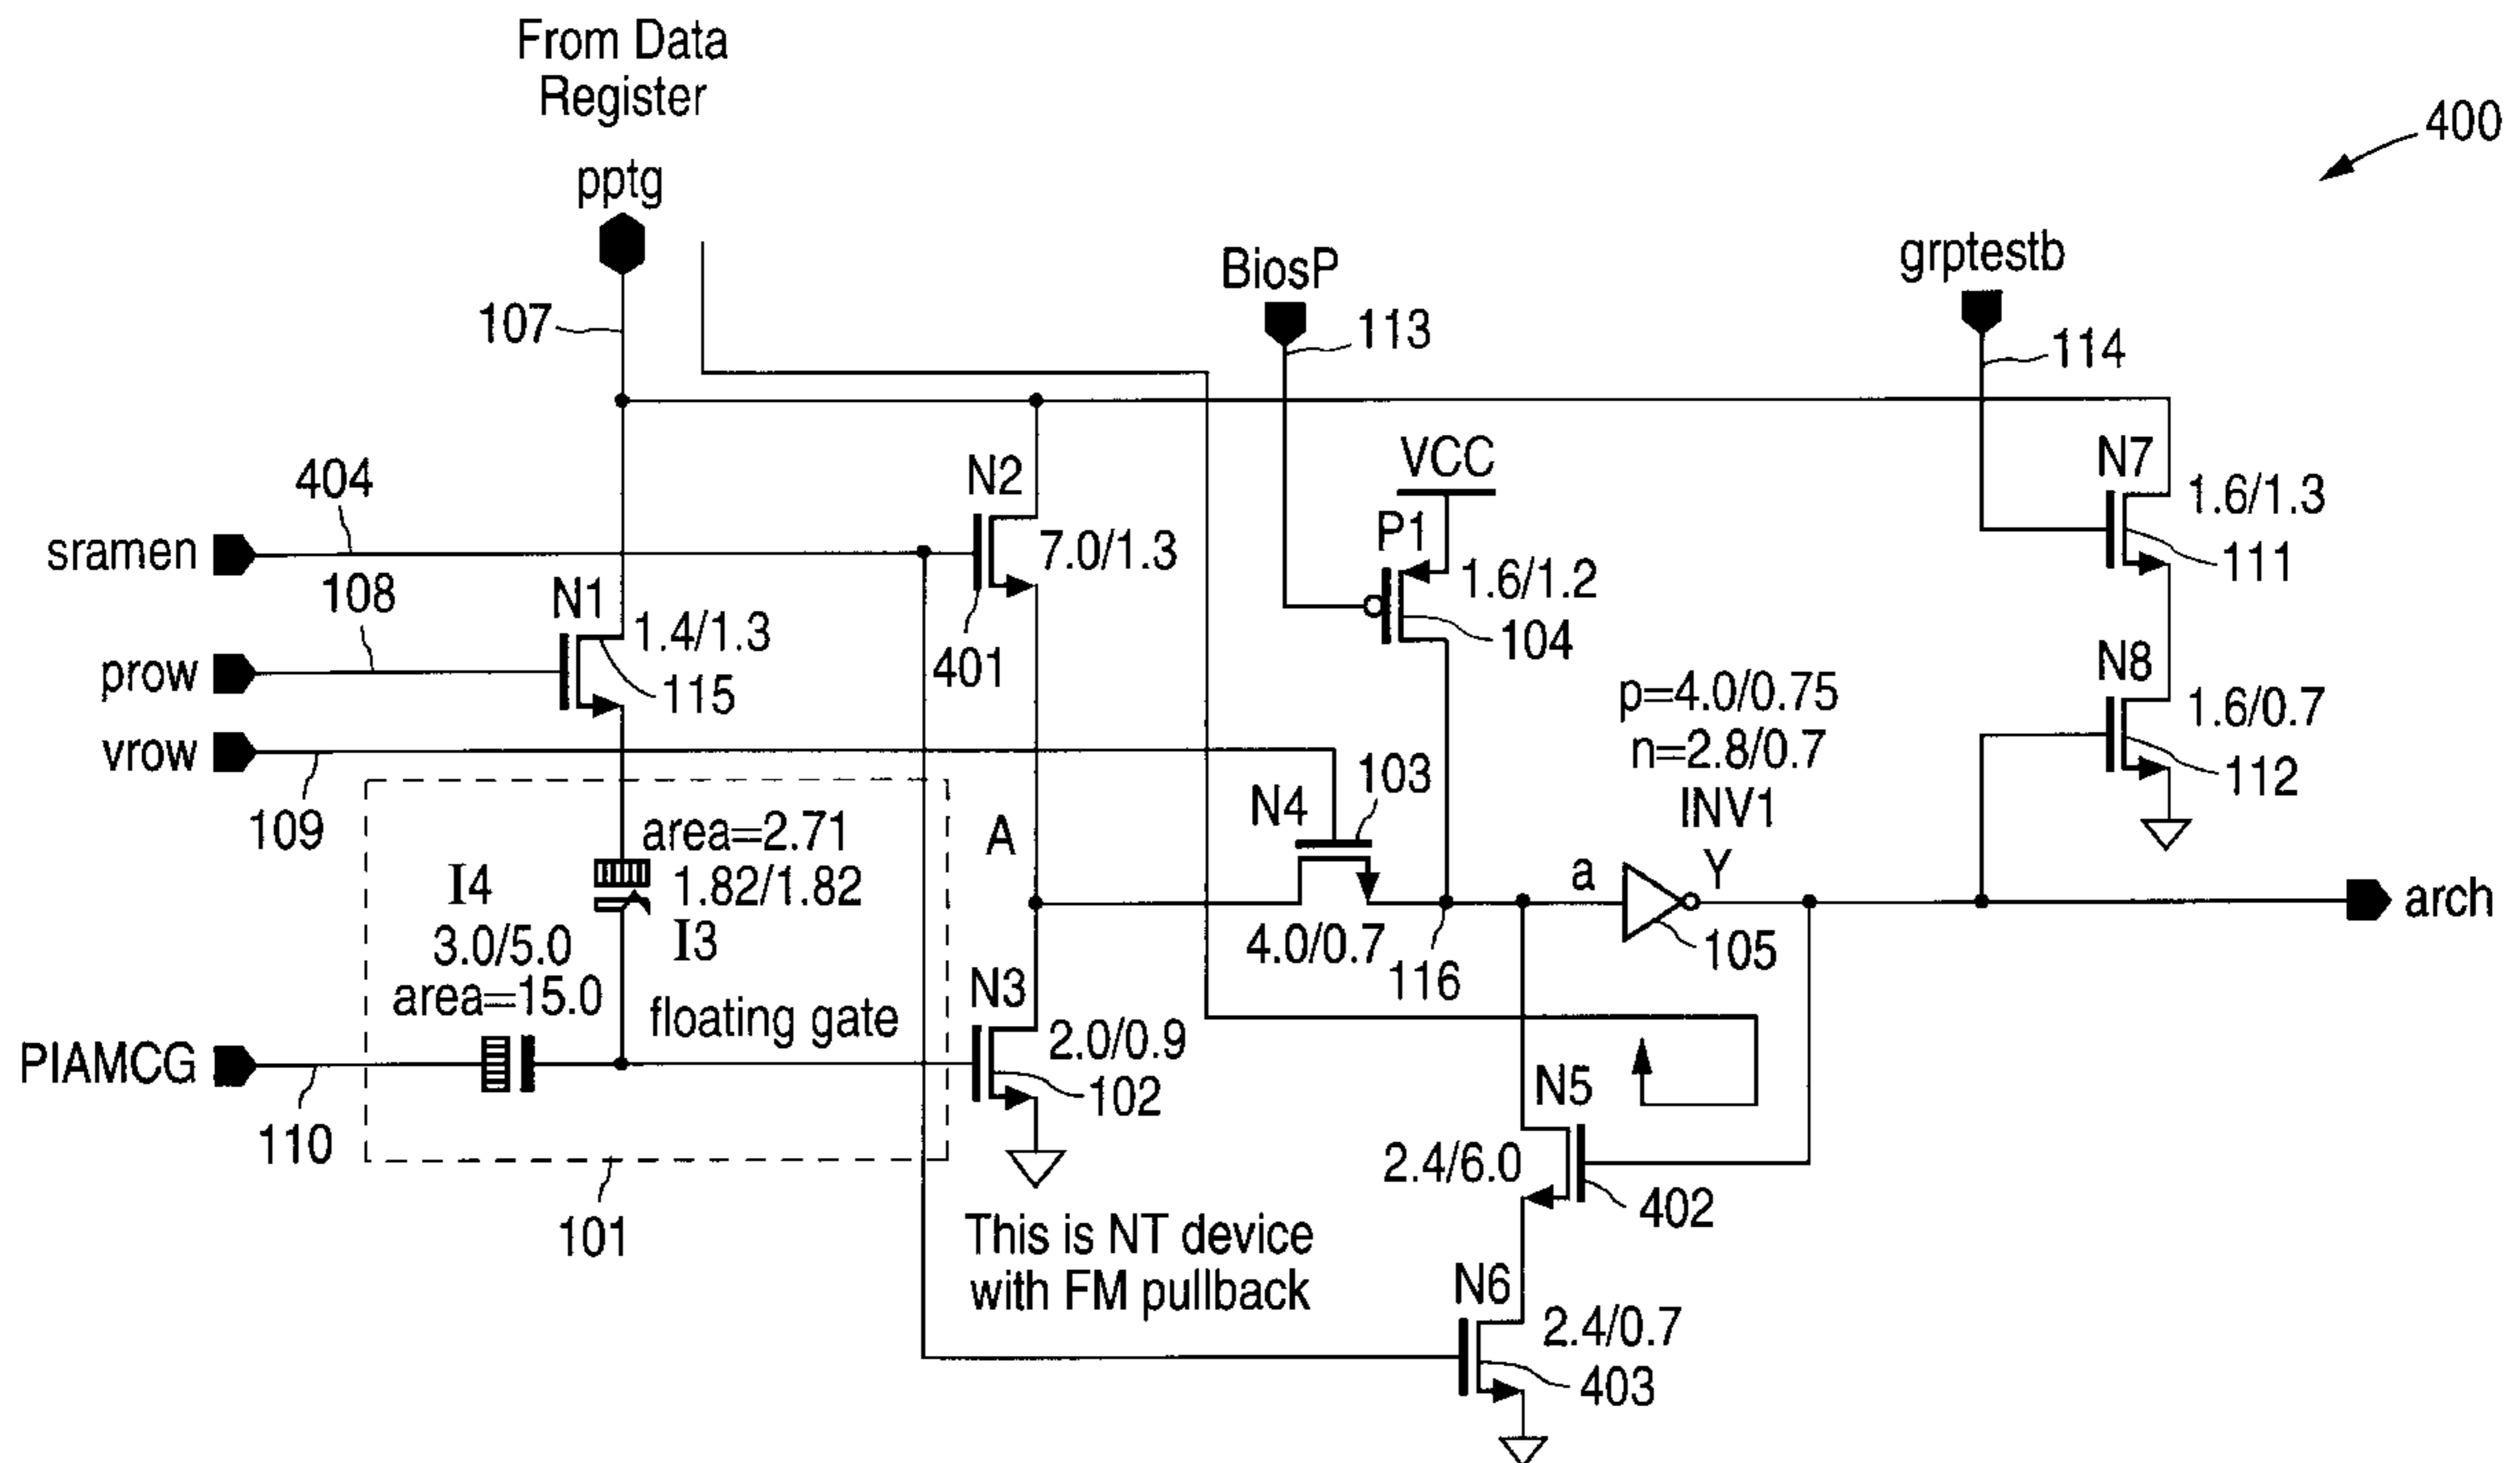 From Data
Register
pptg
400
BiosP
grptestb
107
113
114
VCC
404
N2
N7
1.6/1.3
sramen
7.0/1.3
P1
1.6/1.2
111
108
N1
1.4/1.3
104
401
N8
prow
115
p=4.0/0.75
1.6/0.7
vrow
n=2.8/0.7
103
112
109
area=2.71
A
N4
INV1
I4
1.82/1.82
a
Y
arch
3.0/5.0
I3
4.0/0.7
105
area=15.0
N3
116
floating gate
PIAMCG
2.0/0.9
N5
102
110
2.4/6.0
402
101
This is NT device
with FM pullback
N6
2.4/0.7
403